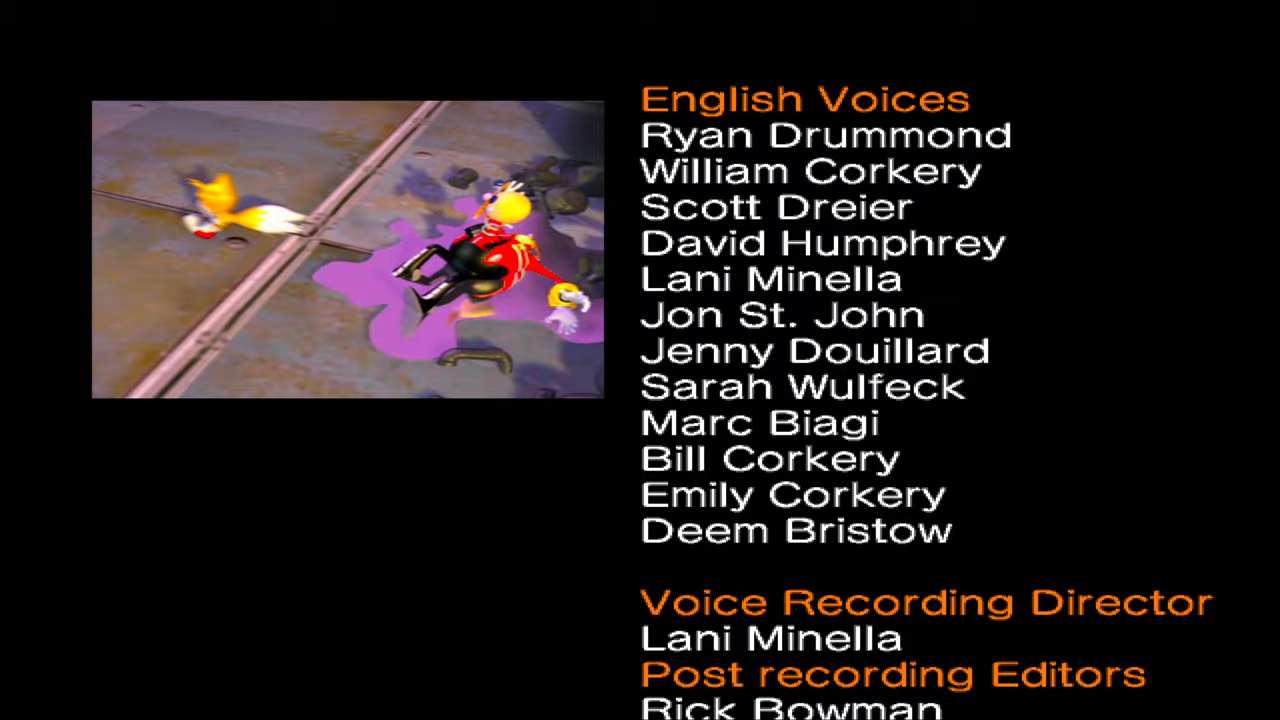 English Voices
Ryan Drummond
William Corkery
Scott Dreier
David Humphrey
Lani Minella
Jon St. John
Jenny Douillard
Sarah Wulfeck
Marc Biagi
Bill Corkery
Emily Corkery
Deem Bristow
Voice Recording Director
Lani Minella
Post recording Editors
Rick Bowman